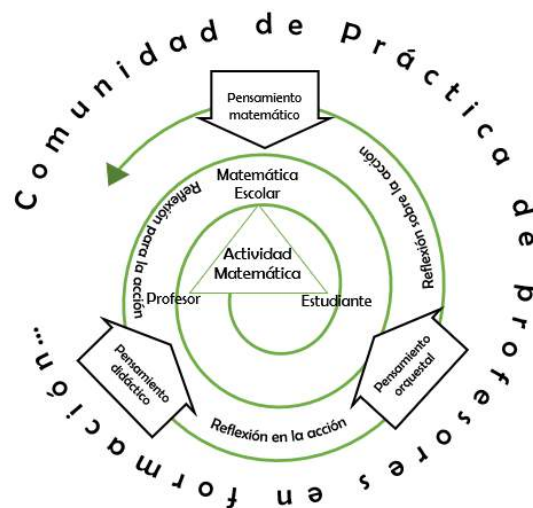 Comunidad de Práctica de profesores en formación...
Pensamiento
matemático
Reflexión para la acción
Reflexión sobre la acción
Matemática
Escolar
Actividad
Matemática
Profesor
Estudiante
Pensamiento
didáctico
Pensamiento
orquestal
Reflexión en la acción